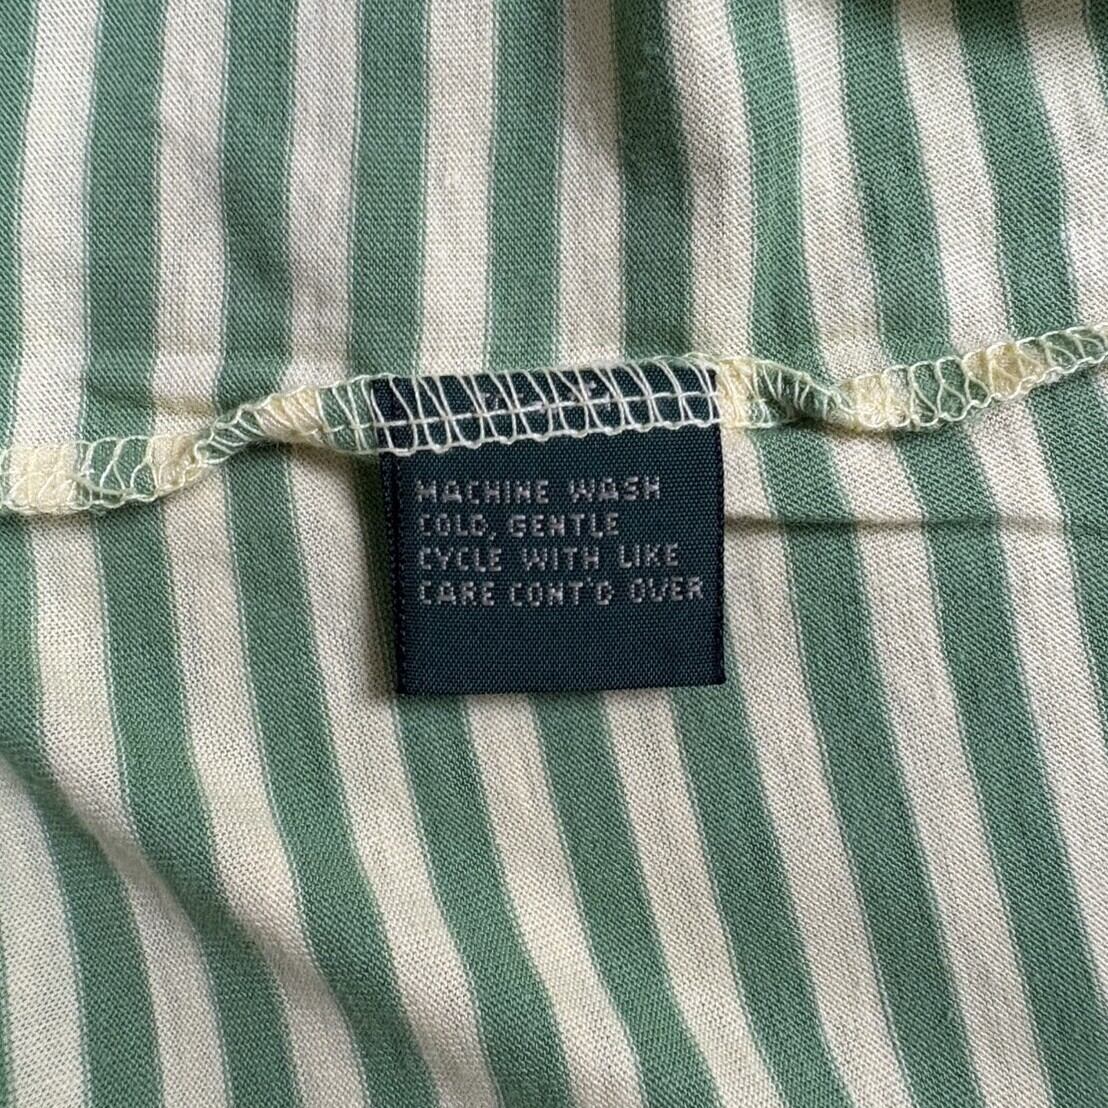 MACHINE WASH
COLD, GENTLE
CYCLE WITH LIKE
CARE CONT'D OVER